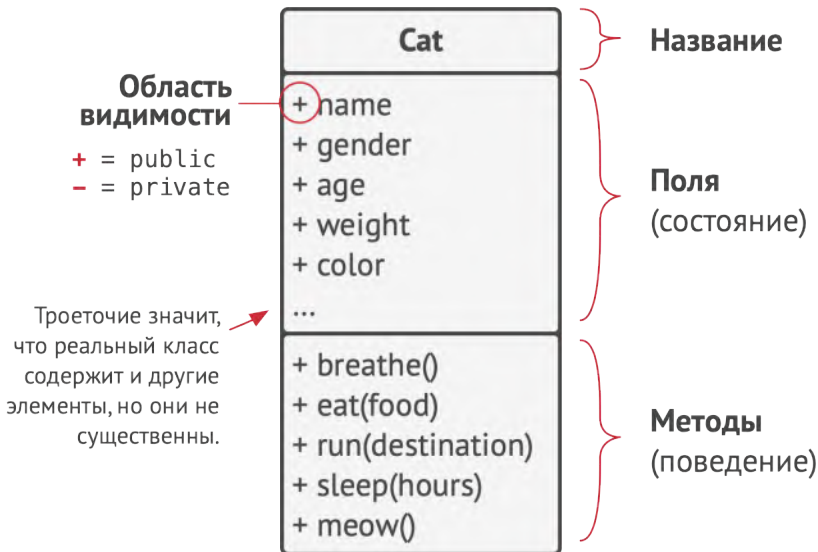 Cat
Название
Область
видимости
+ = public
– = private
+ name
+ gender
+ age
+ weight
+ color
...
Поля
(состояние)
Троеточие значит,
что реальный класс
содержит и другие
элементы, но они не
существенны.
+ breathe()
+ eat(food)
+ run(destination)
+ sleep(hours)
+ meow()
Методы
(поведение)